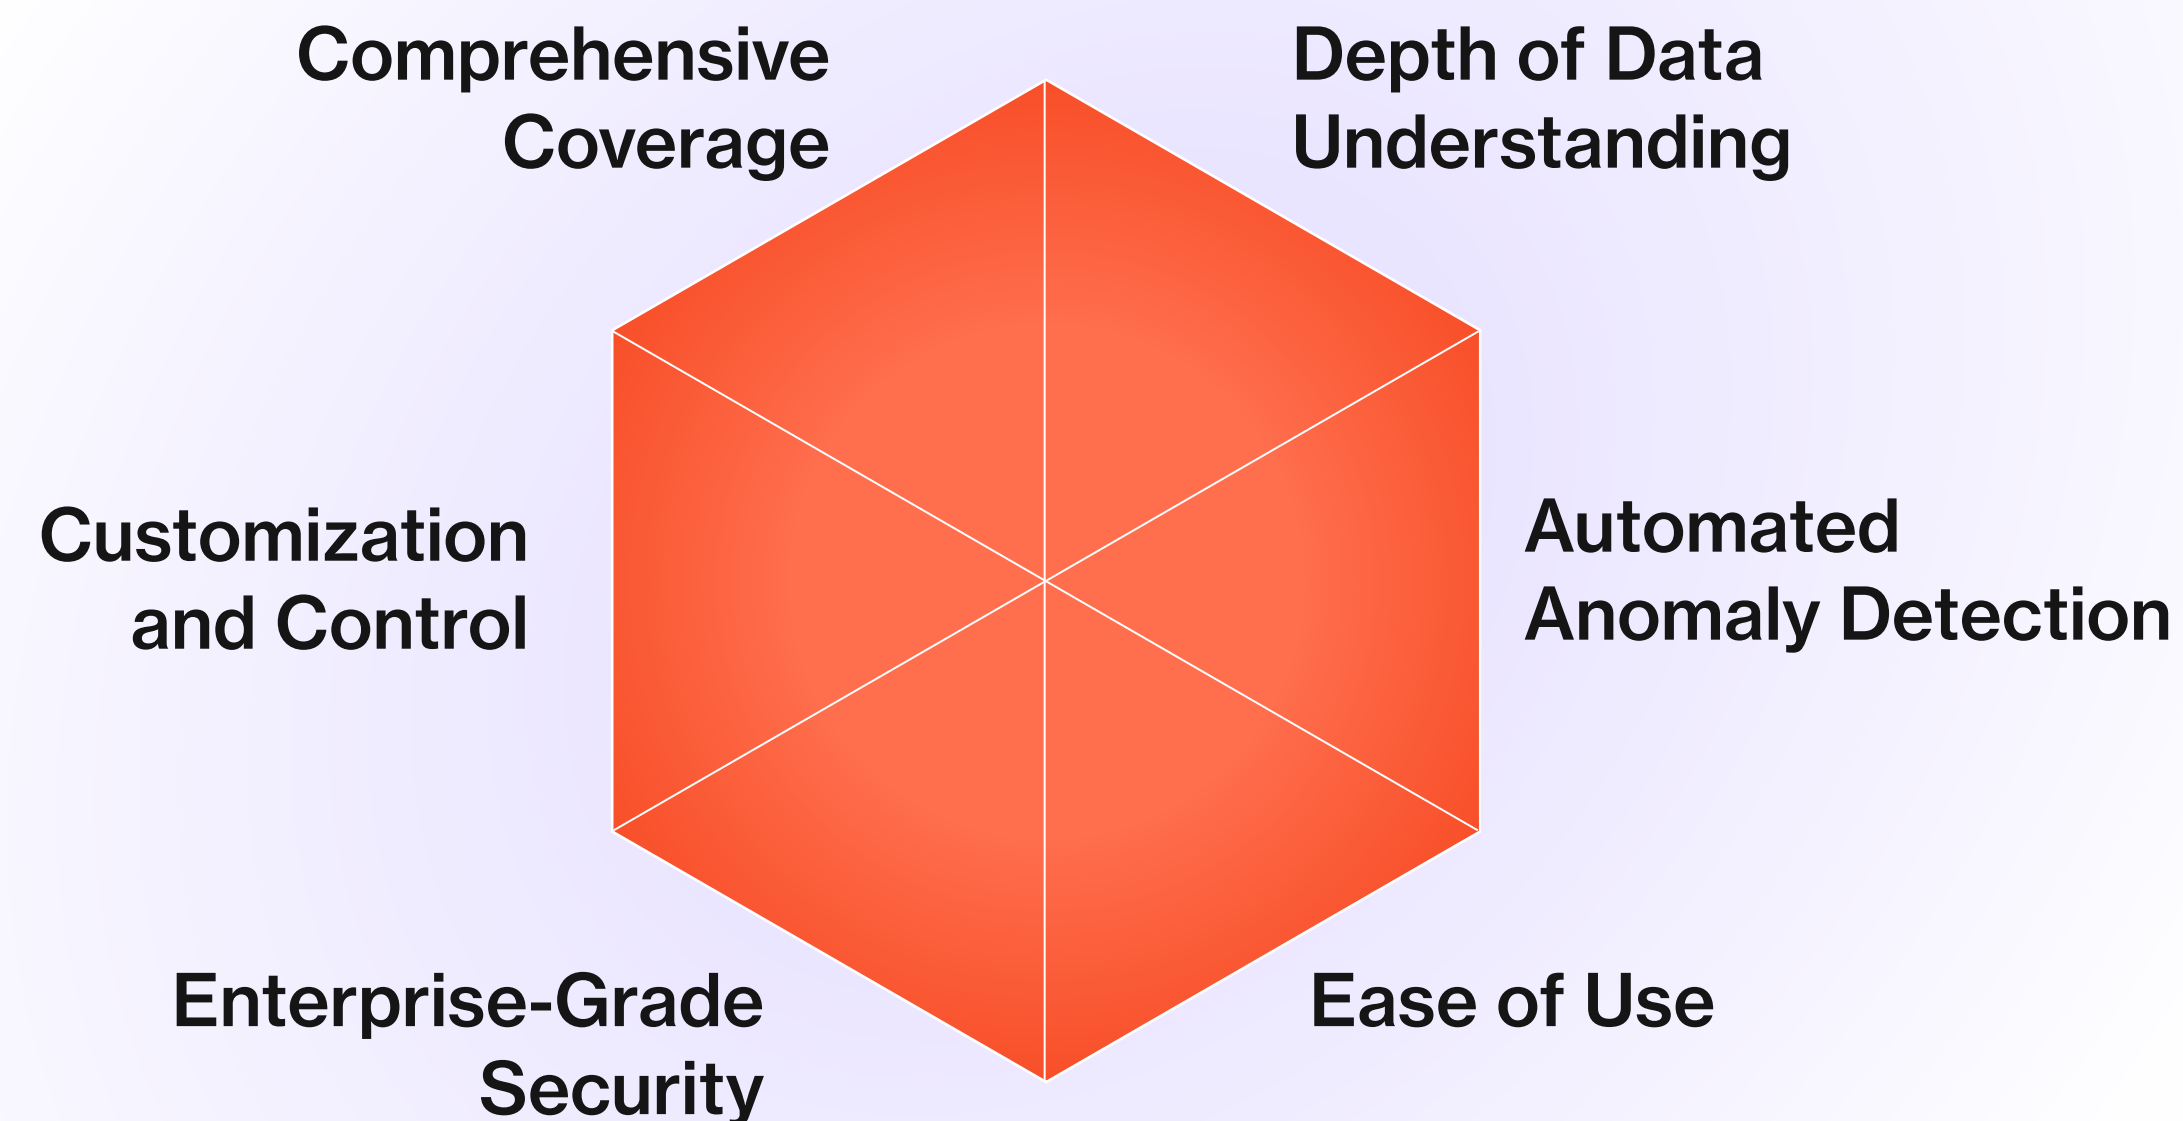 Comprehensive
Coverage
Depth of Data
Understanding
Customization
and Control
Automated
Anomaly Detection
Enterprise-Grade
Security
Ease of Use